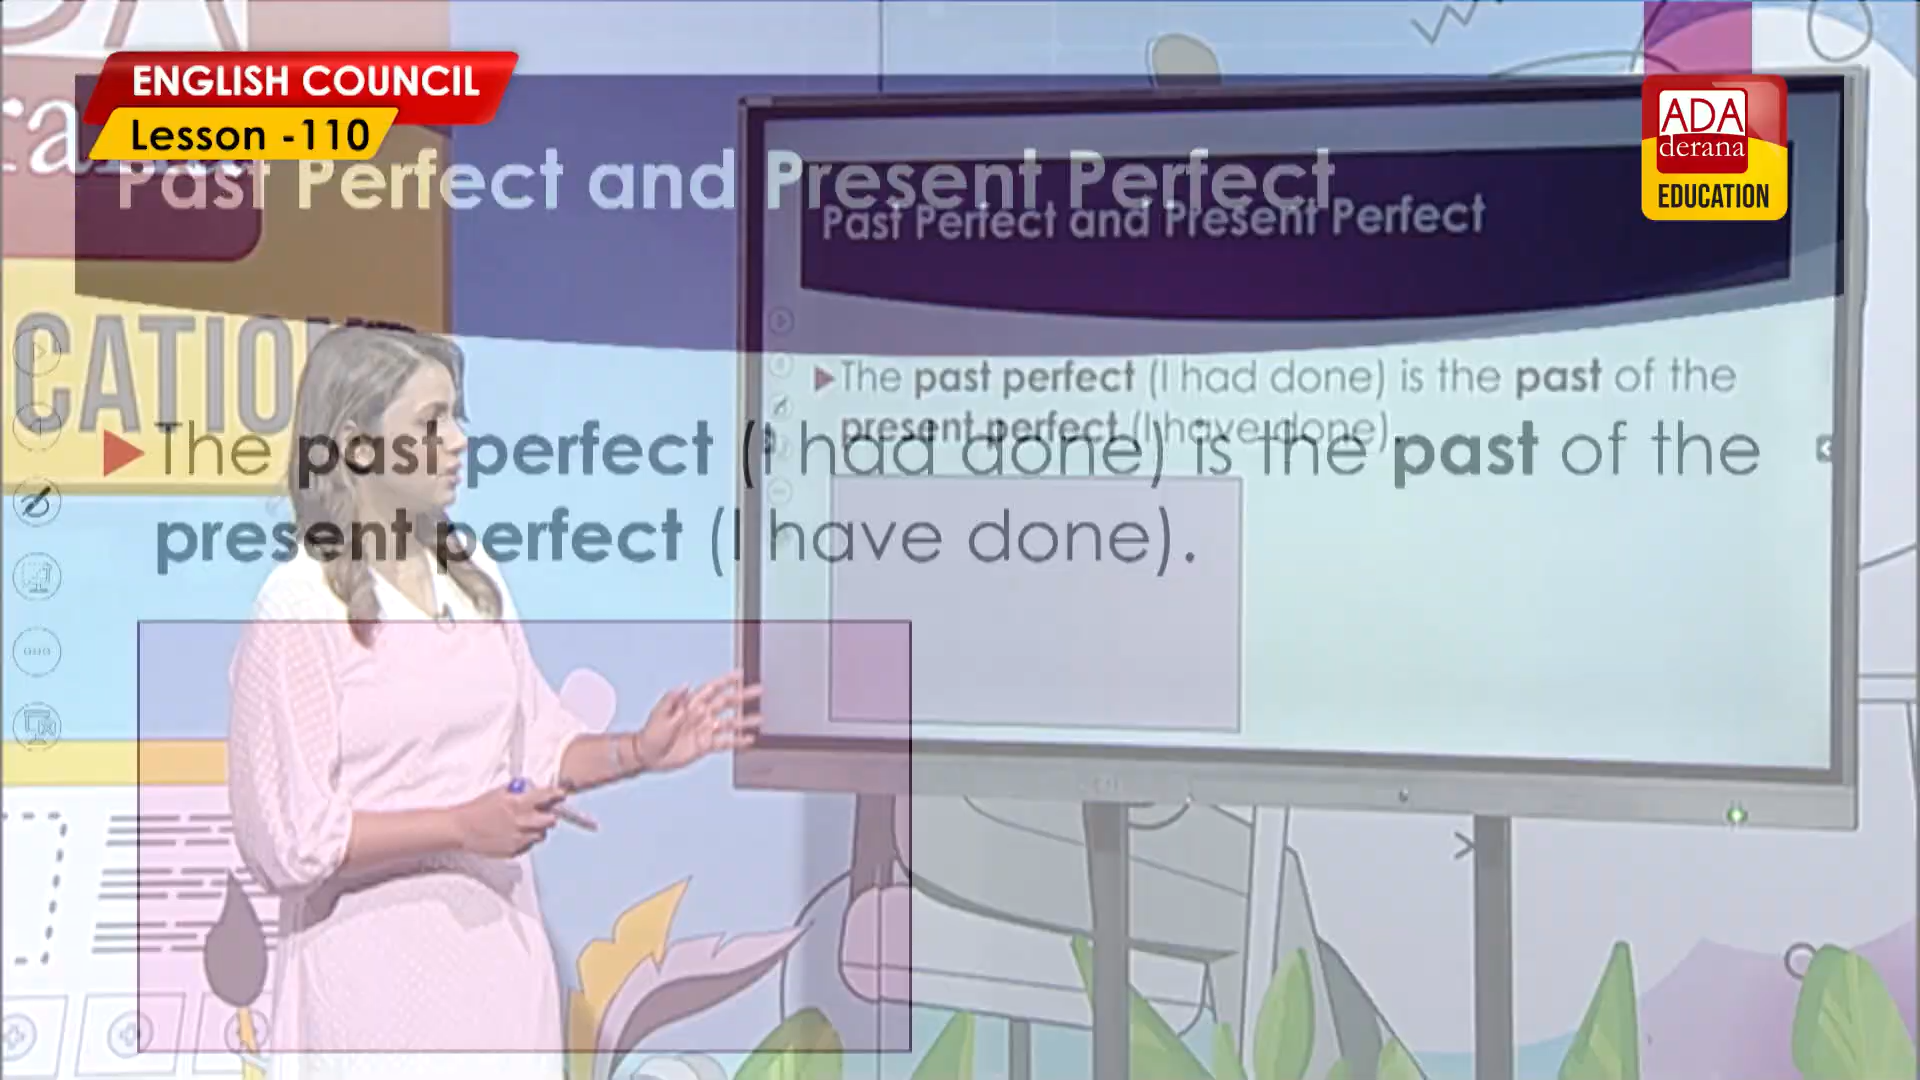 ENGLISH COUNCIL
Lesson -110
ADA
derana
EDUCATION
Past Perfect and Present Perfect
Past Perfect and Present Perfect
▶The past perfect (I had done) is the past of the
present perfect (I have done).
▶The past perfect (I had done) is the past of the
present perfect (I have done).
ra
CATION